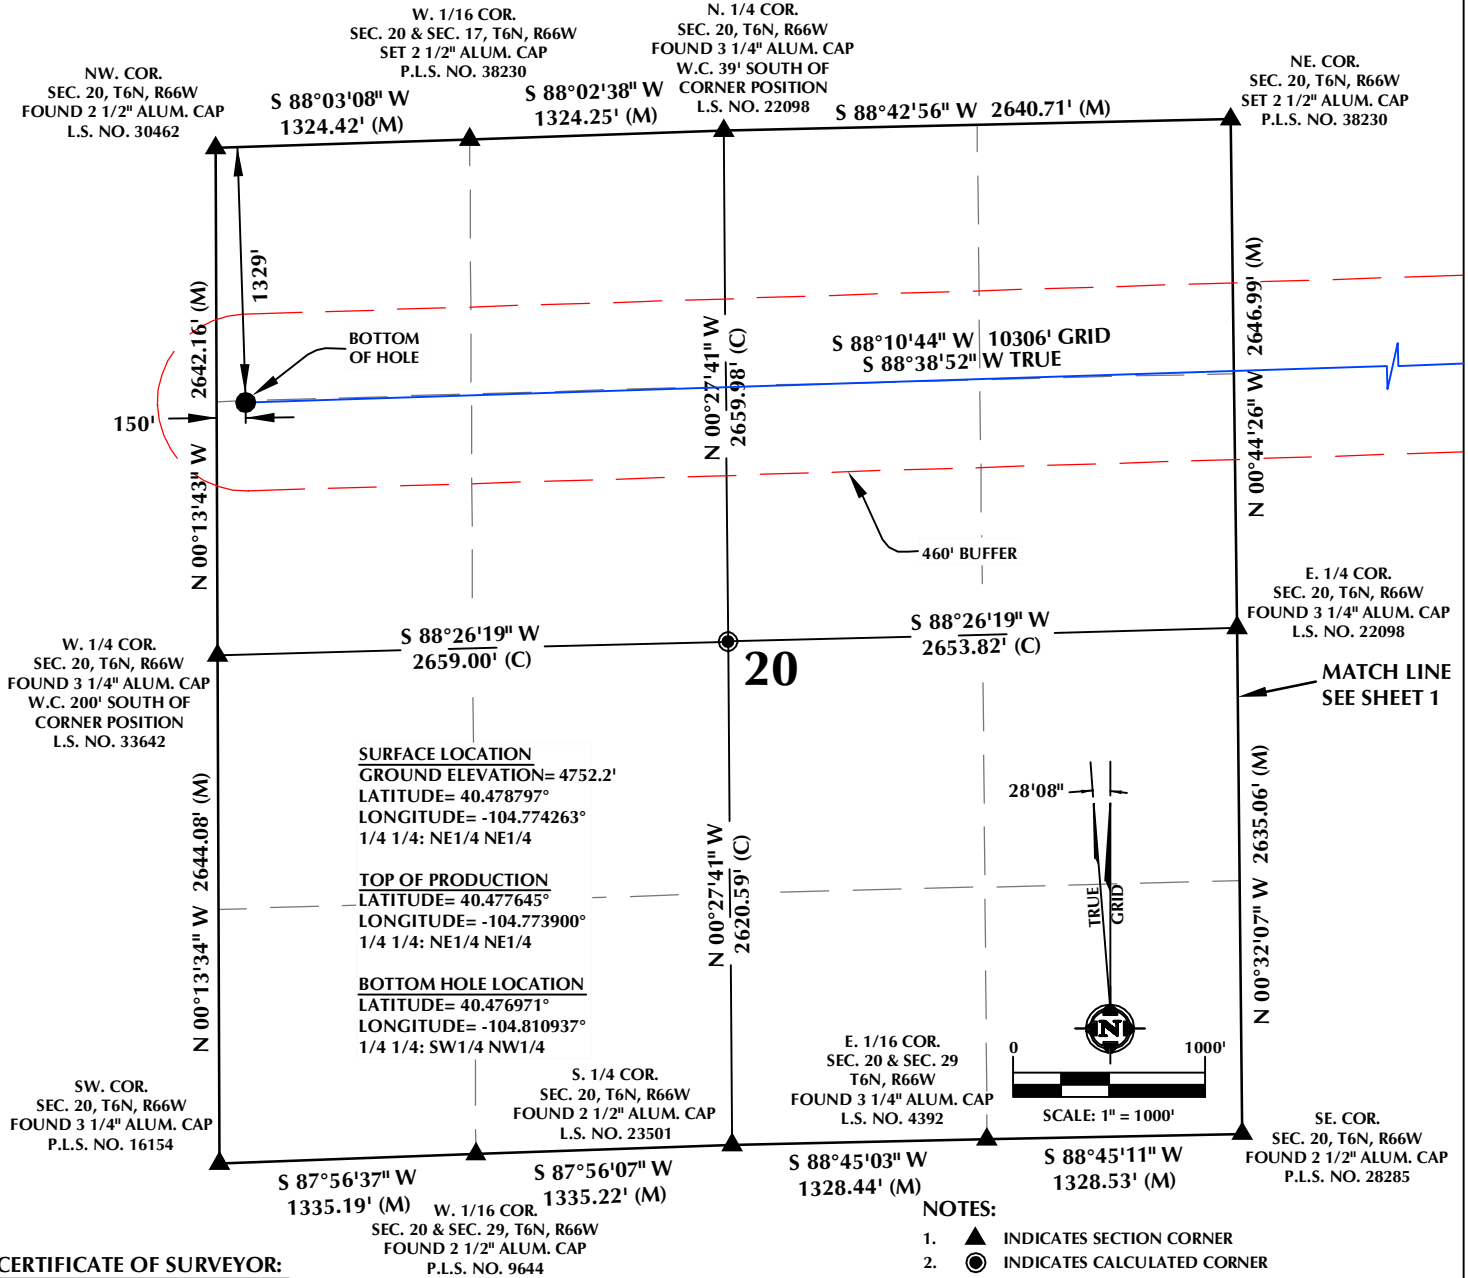 W. 1/16 COR.
SEC. 20 & SEC. 17, T6N, R66W
SET 2 1/2" ALUM. CAP
P.L.S. NO. 38230
N. 1/4 COR.
SEC. 20, T6N, R66W
FOUND 3 1/4" ALUM. CAP
W.C. 39' SOUTH OF
CORNER POSITION
L.S. NO. 22098
NW. COR.
SEC. 20, T6N, R66W
FOUND 2 1/2" ALUM. CAP
L.S. NO. 30462
NE. COR.
SEC. 20, T6N, R66W
SET 2 1/2" ALUM. CAP
P.L.S. NO. 38230
S 88°03'08" W
1324.42' (M)
S 88°02'38" W
1324.25' (M)
S 88°42'56" W 2640.71' (M)
1329'
N 00°13'43" W 2642.16' (M)
BOTTOM
OF HOLE
150'
N 00°27'41" W
2659.98' (C)
S 88°10'44" W 10306' GRID
S 88°38'52" W TRUE
N 00°44'26" W 2646.99' (M)
460' BUFFER
E. 1/4 COR.
SEC. 20, T6N, R66W
FOUND 3 1/4" ALUM. CAP
L.S. NO. 22098
W. 1/4 COR.
SEC. 20, T6N, R66W
FOUND 3 1/4" ALUM. CAP
W.C. 200' SOUTH OF
CORNER POSITION
L.S. NO. 33642
S 88°26'19" W
2659.00' (C)
S 88°26'19" W
2653.82' (C)
20
MATCH LINE
SEE SHEET 1
SURFACE LOCATION
GROUND ELEVATION= 4752.2'
LATITUDE= 40.478797°
LONGITUDE= -104.774263°
1/4 1/4: NE1/4 NE1/4
TOP OF PRODUCTION
LATITUDE= 40.477645°
LONGITUDE= -104.773900°
1/4 1/4: NE1/4 NE1/4
BOTTOM HOLE LOCATION
LATITUDE= 40.476971°
LONGITUDE= -104.810937°
1/4 1/4: SW1/4 NW1/4
N 00°13'34" W 2644.08' (M)
N 00°27'41" W
2620.59' (C)
28'08"
TRUE
GRID
N
N 00°32'07" W 2635.06' (M)
0 1000'
SCALE: 1" = 1000'
E. 1/16 COR.
SEC. 20 & SEC. 29
T6N, R66W
FOUND 3 1/4" ALUM. CAP
L.S. NO. 4392
S. 1/4 COR.
SEC. 20, T6N, R66W
FOUND 2 1/2" ALUM. CAP
L.S. NO. 23501
SW. COR.
SEC. 20, T6N, R66W
FOUND 3 1/4" ALUM. CAP
P.L.S. NO. 16154
SE. COR.
SEC. 20, T6N, R66W
FOUND 2 1/2" ALUM. CAP
P.L.S. NO. 28285
S 87°56'37" W
1335.19' (M)
S 87°56'07" W
1335.22' (M)
S 88°45'03" W
1328.44' (M)
S 88°45'11" W
1328.53' (M)
W. 1/16 COR.
SEC. 20 & SEC. 29, T6N, R66W
FOUND 2 1/2" ALUM. CAP
P.L.S. NO. 9644
NOTES:
1. INDICATES SECTION CORNER
2. INDICATES CALCULATED CORNER
CERTIFICATE OF SURVEYOR: